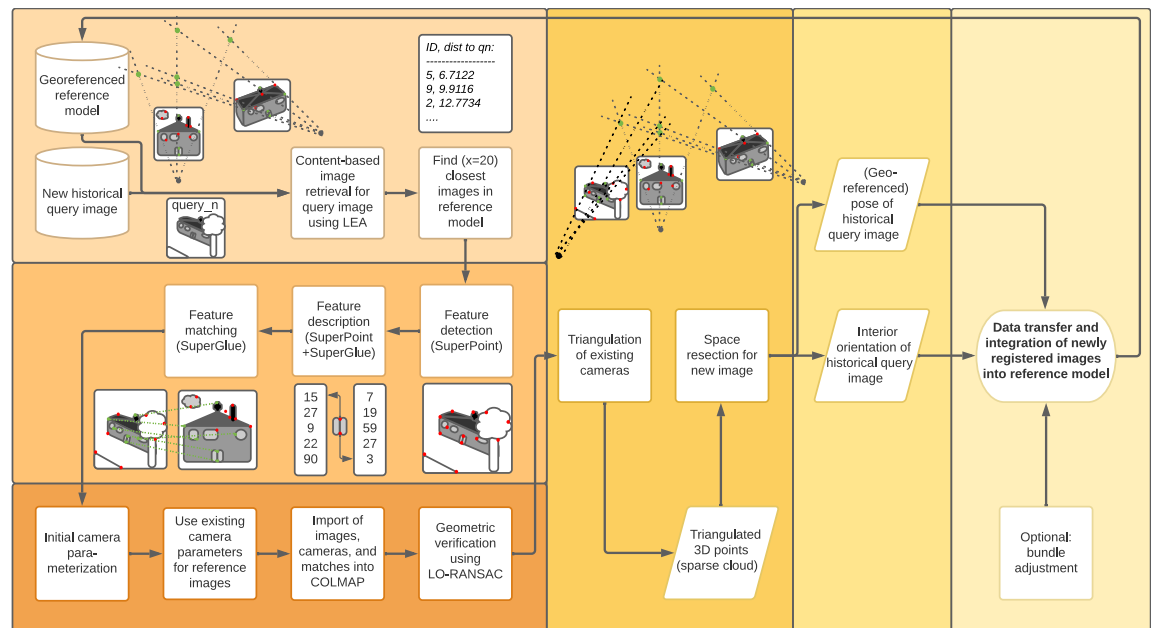 Georeferenced
reference
model
New historical
query image
query_n
ID, dist to qn:
------------------
5, 6.7122
9, 9.9116
2, 12.7734
....
Content-based
image
retrieval for
query image
using LEA
Find (x=20)
closest
images in
reference
model
Feature
matching
(SuperGlue)
Feature
description
(SuperPoint
+SuperGlue)
Feature
detection
(SuperPoint)
15
27
9
22
90
7
19
59
27
3
Initial camera
para-
meterization
Use existing
camera
parameters
for reference
images
Import of
images,
cameras, and
matches into
COLMAP
Geometric
verification
using
LO-RANSAC
Triangulation
of existing
cameras
Space
resection for
new image
Triangulated
3D points
(sparse cloud)
(Geo-
referenced)
pose of
historical
query image
Interior
orientation of
historical query
image
Data transfer and
integration of newly
registered images
into reference model
Optional:
bundle
adjustment